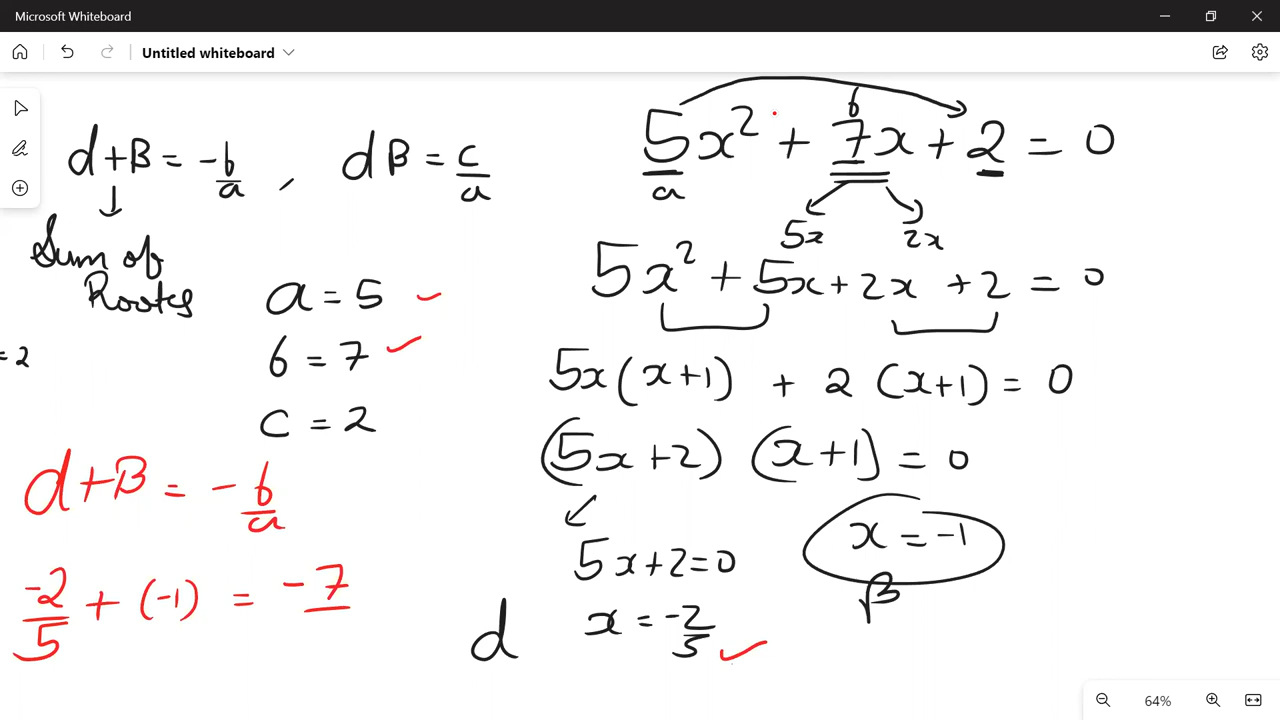 Microsoft Whiteboard
Untitled whiteboard
d+B = -b/a , dB = c/a
Sum of
Roots
a = 5
b = 7
= 2
c = 2
d+B = -b/a
-2/5 + (-1) = -7
b
5x² + 7x + 2 = 0
a
5x 2x
5x² + 5x + 2x + 2 = 0
5x(x+1) + 2(x+1) = 0
(5x+2) (x+1) = 0
5x+2=0
x = -1
β
d x = -2/5
64%